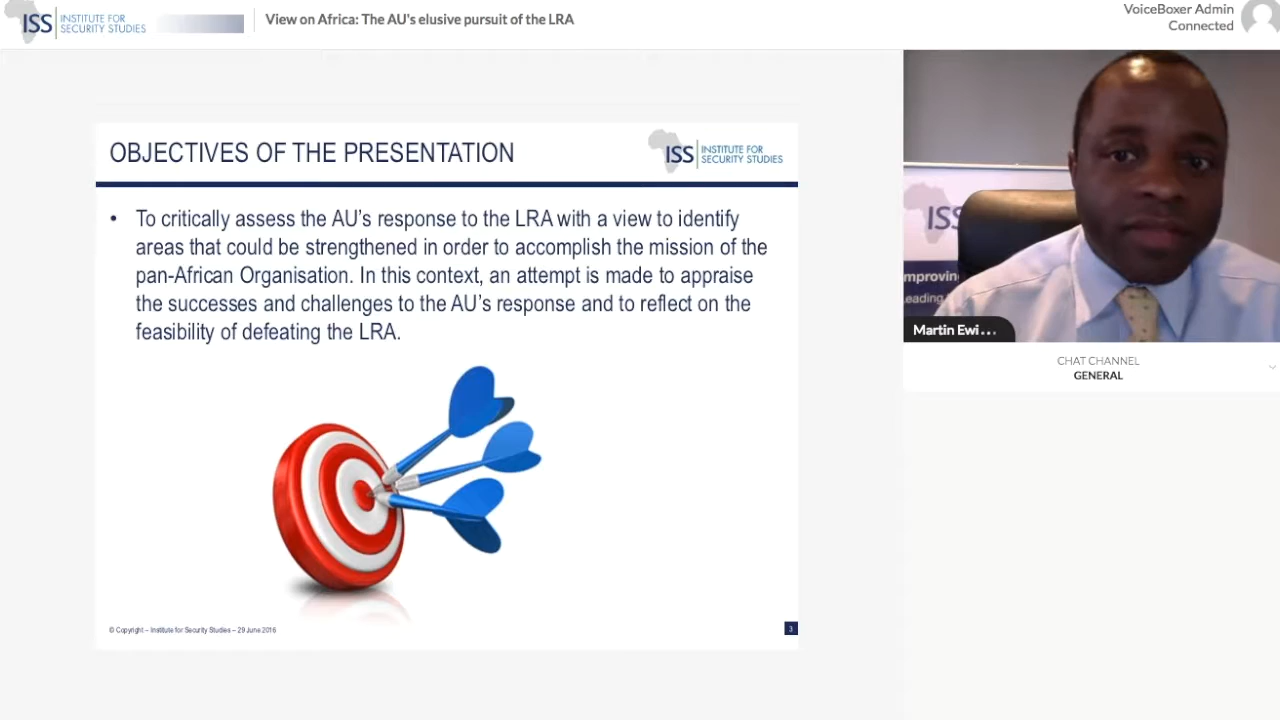 ISS INSTITUTE FOR
SECURITY STUDIES
View on Africa: The AU's elusive pursuit of the LRA
VoiceBoxer Admin
Connected
OBJECTIVES OF THE PRESENTATION
ISS INSTITUTE FOR
SECURITY STUDIES
• To critically assess the AU's response to the LRA with a view to identify
areas that could be strengthened in order to accomplish the mission of the
pan-African Organisation. In this context, an attempt is made to appraise
the successes and challenges to the AU's response and to reflect on the
feasibility of defeating the LRA.
© Copyright – Institute for Security Studies – 29 June 2016
3
ISS
mprovin
eading
Martin Ewi...
CHAT CHANNEL
GENERAL